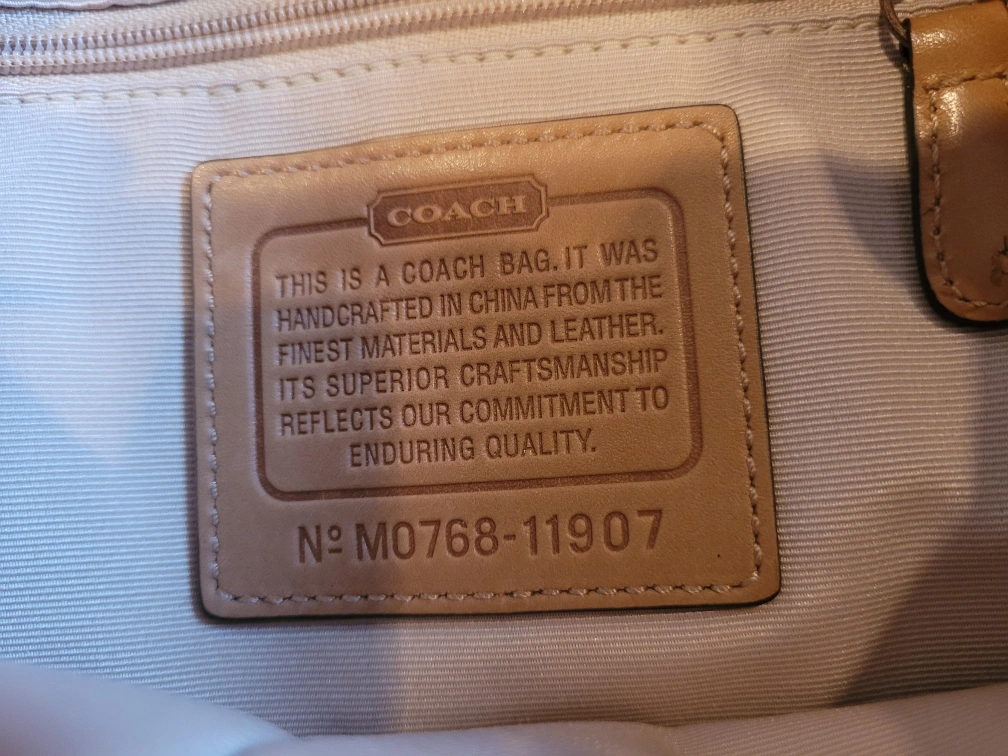 COACH
THIS IS A COACH BAG. IT WAS
HANDCRAFTED IN CHINA FROM THE
FINEST MATERIALS AND LEATHER.
ITS SUPERIOR CRAFTSMANSHIP
REFLECTS OUR COMMITMENT TO
ENDURING QUALITY.
Nº M0768-11907